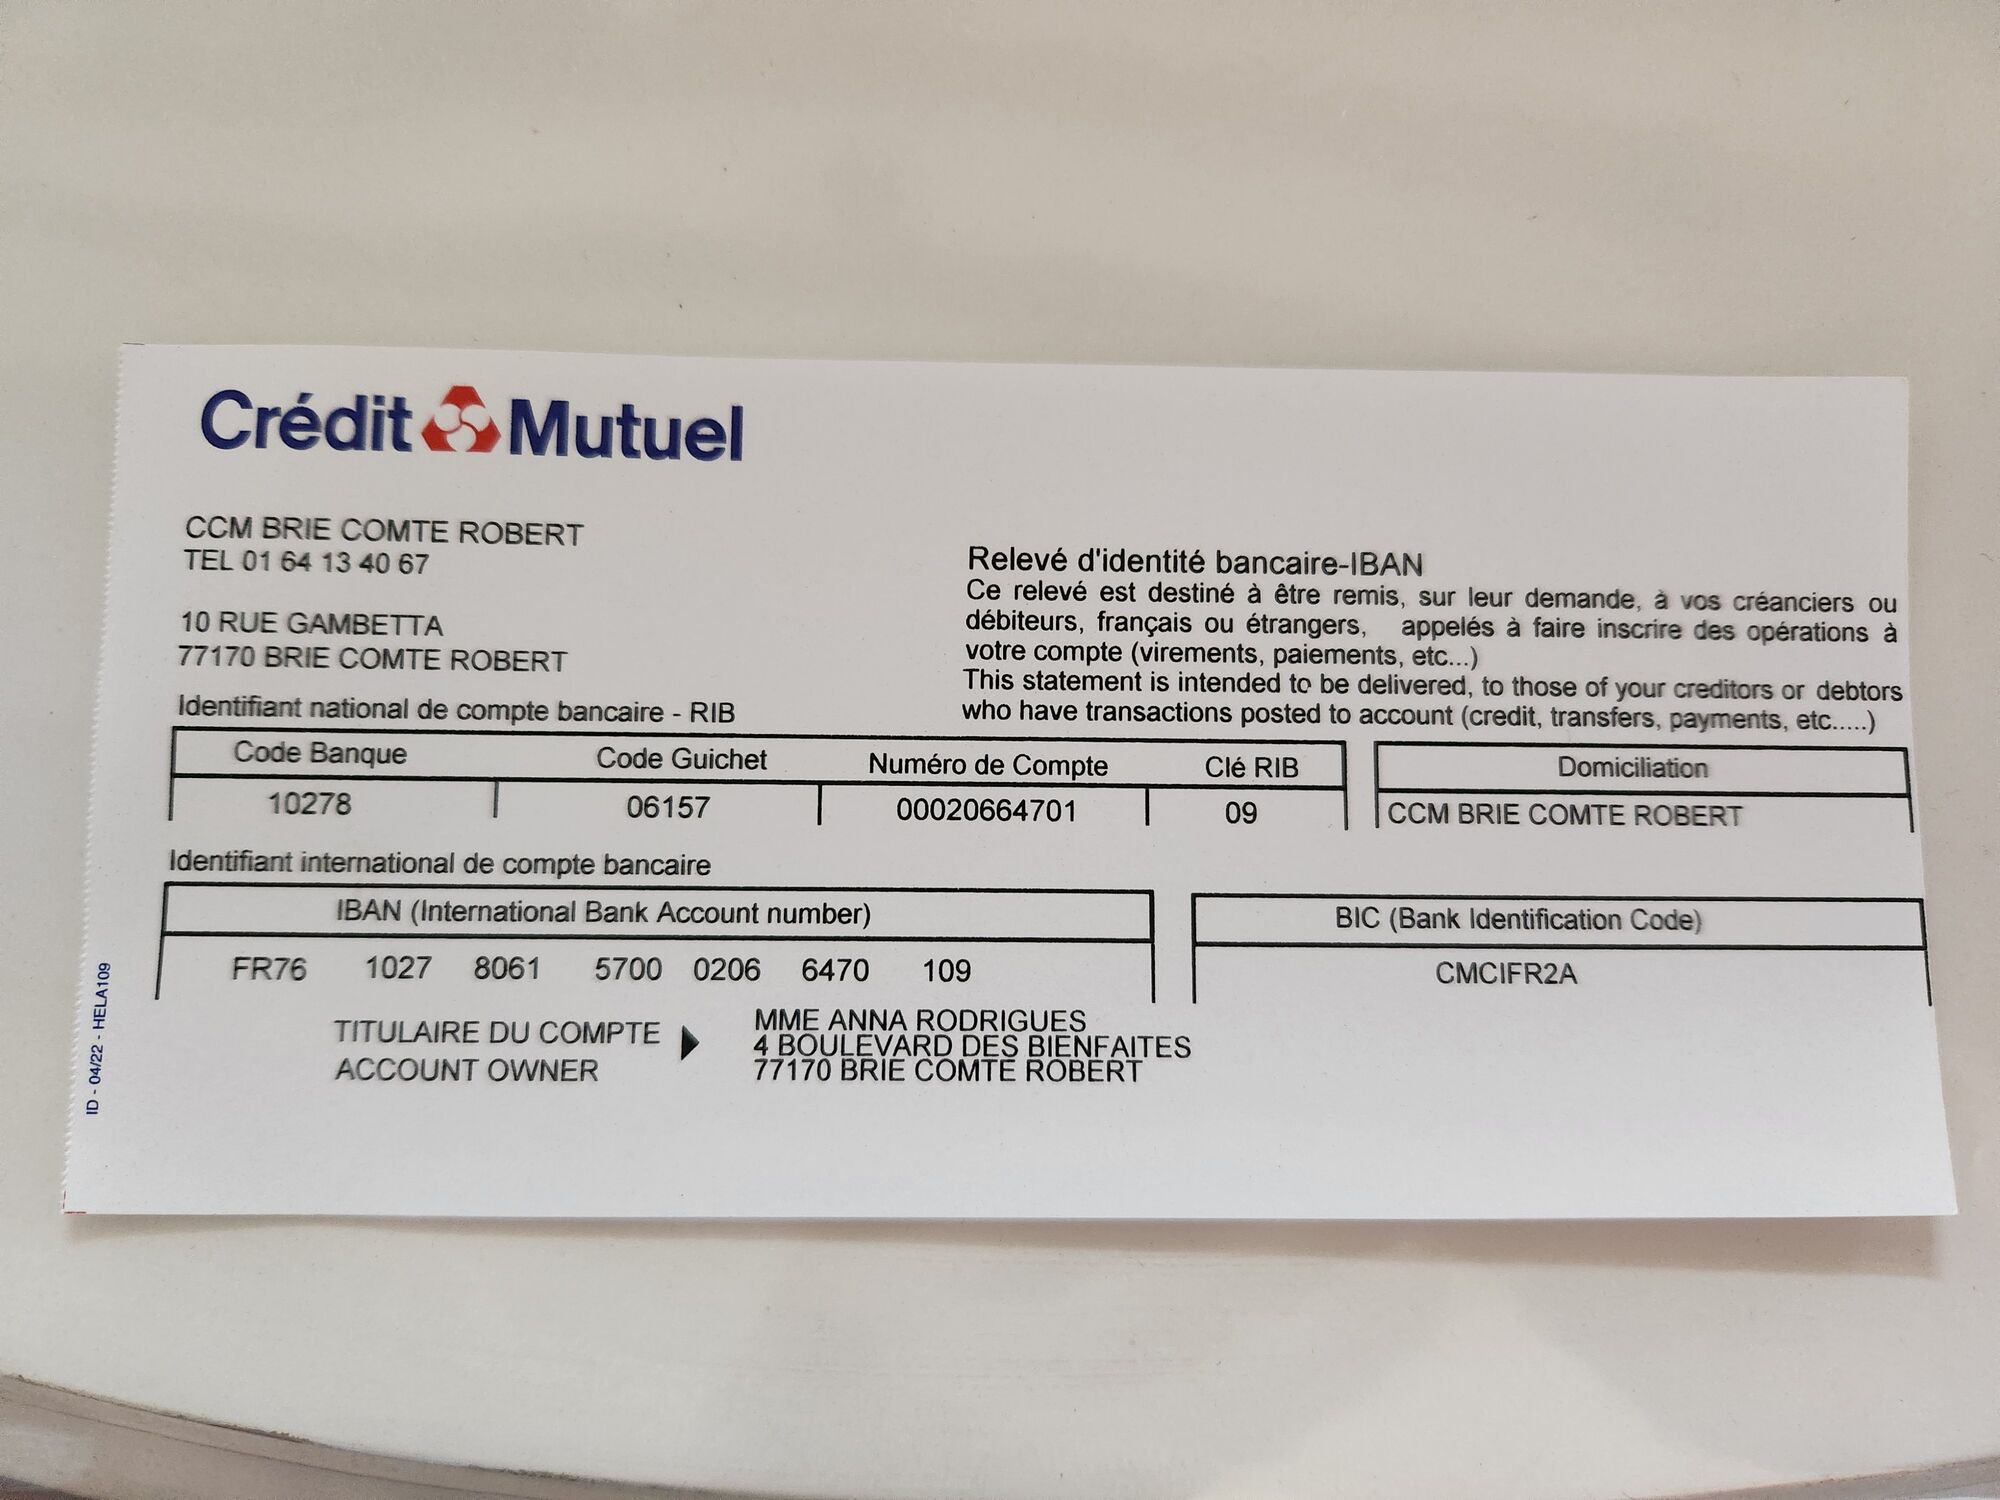 Crédit Mutuel
CCM BRIE COMTE ROBERT
TEL 01 64 13 40 67
10 RUE GAMBETTA
77170 BRIE COMTE ROBERT
Relevé d'identité bancaire-IBAN
Ce relevé est destiné à être remis, sur leur demande, à vos créanciers ou
débiteurs, français ou étrangers, appelés à faire inscrire des opérations à
votre compte (virements, paiements, etc...)
This statement is intended to be delivered, to those of your creditors or debtors
who have transactions posted to account (credit, transfers, payments, etc.....)
Identifiant national de compte bancaire - RIB
Code Banque Code Guichet Numéro de Compte Clé RIB Domiciliation
10278 06157 00020664701 09 CCM BRIE COMTE ROBERT
Identifiant international de compte bancaire
IBAN (International Bank Account number) BIC (Bank Identification Code)
FR76 1027 8061 5700 0206 6470 109 CMCIFR2A
TITULAIRE DU COMPTE
ACCOUNT OWNER
MME ANNA RODRIGUES
4 BOULEVARD DES BIENFAITES
77170 BRIE COMTE ROBERT
ID - 04/22 - HELA109